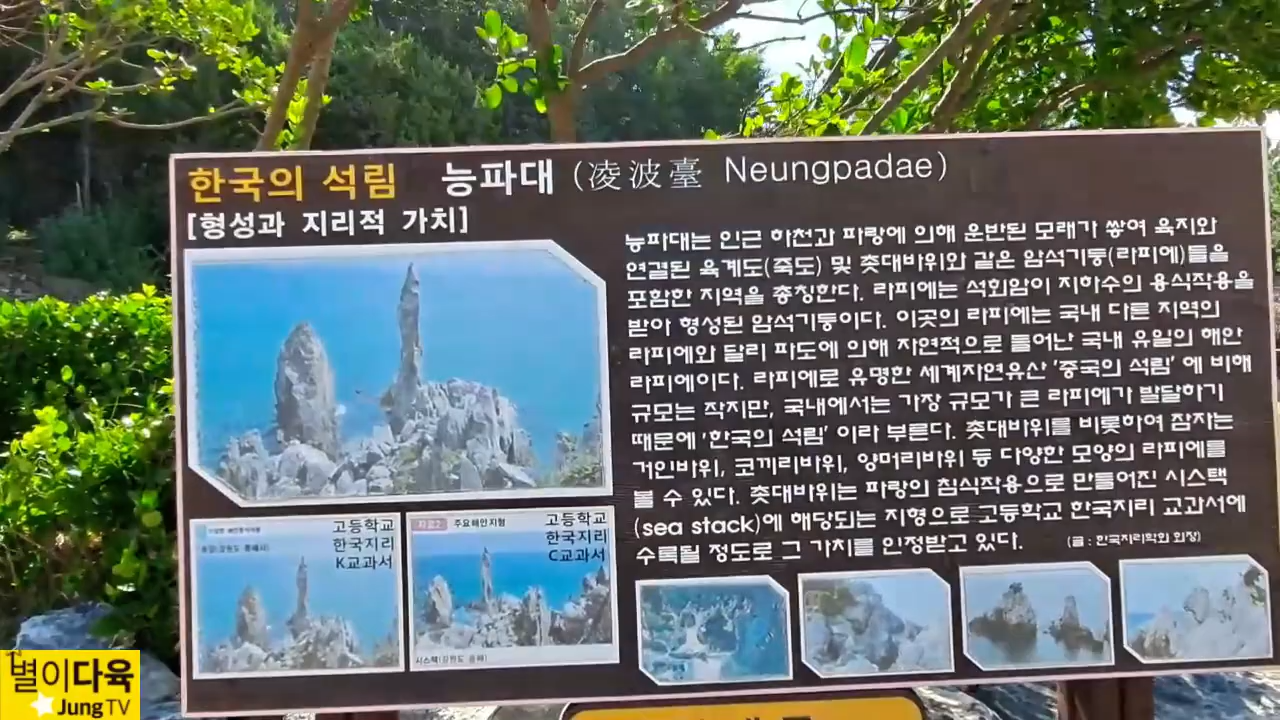 한국의 석림 능파대 (凌波臺 Neungpadae)
[형성과 지리적 가치]
능파대는 인근 하천과 파랑에 의해 운반된 모래가 쌓여 육지와
연결된 육계도(죽도) 및 촛대바위와 같은 암석기둥(라피에)들을
포함한 지역을 총칭한다. 라피에는 석회암이 지하수의 용식작용을
받아 형성된 암석기둥이다. 이곳의 라피에는 국내 다른 지역의
라피에와 달리 파도에 의해 자연적으로 들어난 국내 유일의 해안
라피에이다. 라피에로 유명한 세계자연유산 '중국의 석림' 에 비해
규모는 작지만, 국내에서는 가장 규모가 큰 라피에가 발달하기
때문에 '한국의 석림' 이라 부른다. 촛대바위를 비롯하여 잠자는
거인바위, 코끼리바위, 양머리바위 등 다양한 모양의 라피에를
볼 수 있다. 촛대바위는 파랑의 침식작용으로 만들어진 시스택
(sea stack)에 해당되는 지형으로 고등학교 한국지리 교과서에
수록될 정도로 그 가치를 인정받고 있다. (글 : 한국지리학회 회장)
고등학교
한국지리
K교과서
자료2 주요해안지형
고등학교
한국지리
C교과서
시스택(강원도 동해)
별이다육
JungTV